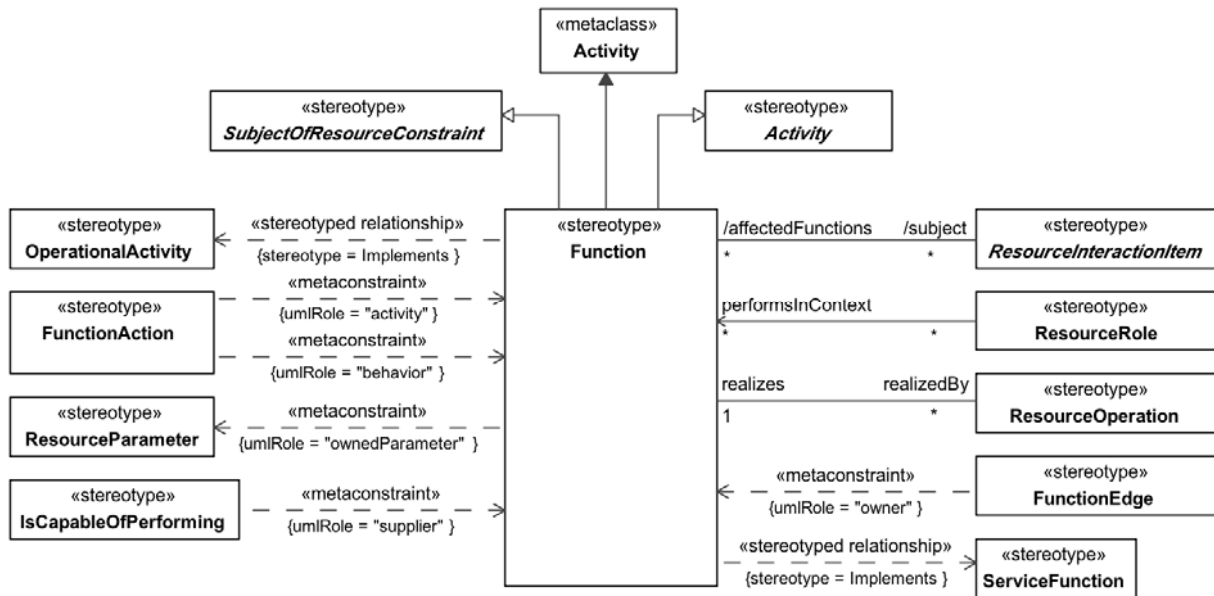 «metaclass»
Activity
«stereotype»
SubjectOfResourceConstraint
«stereotype»
Activity
«stereotype»
OperationalActivity
«stereotyped relationship»
{stereotype = Implements }
«stereotype»
FunctionAction
«metaconstraint»
{umlRole = "activity" }
«metaconstraint»
{umlRole = "behavior" }
«stereotype»
ResourceParameter
«metaconstraint»
{umlRole = "ownedParameter" }
«stereotype»
IsCapableOfPerforming
«metaconstraint»
{umlRole = "supplier" }
«stereotype»
Function
/affectedFunctions /subject
* *
«stereotype»
ResourceInteractionItem
performsInContext
* *
«stereotype»
ResourceRole
realizes realizedBy
1 *
«stereotype»
ResourceOperation
«metaconstraint»
{umlRole = "owner" }
«stereotype»
FunctionEdge
«stereotyped relationship»
{stereotype = Implements }
«stereotype»
ServiceFunction